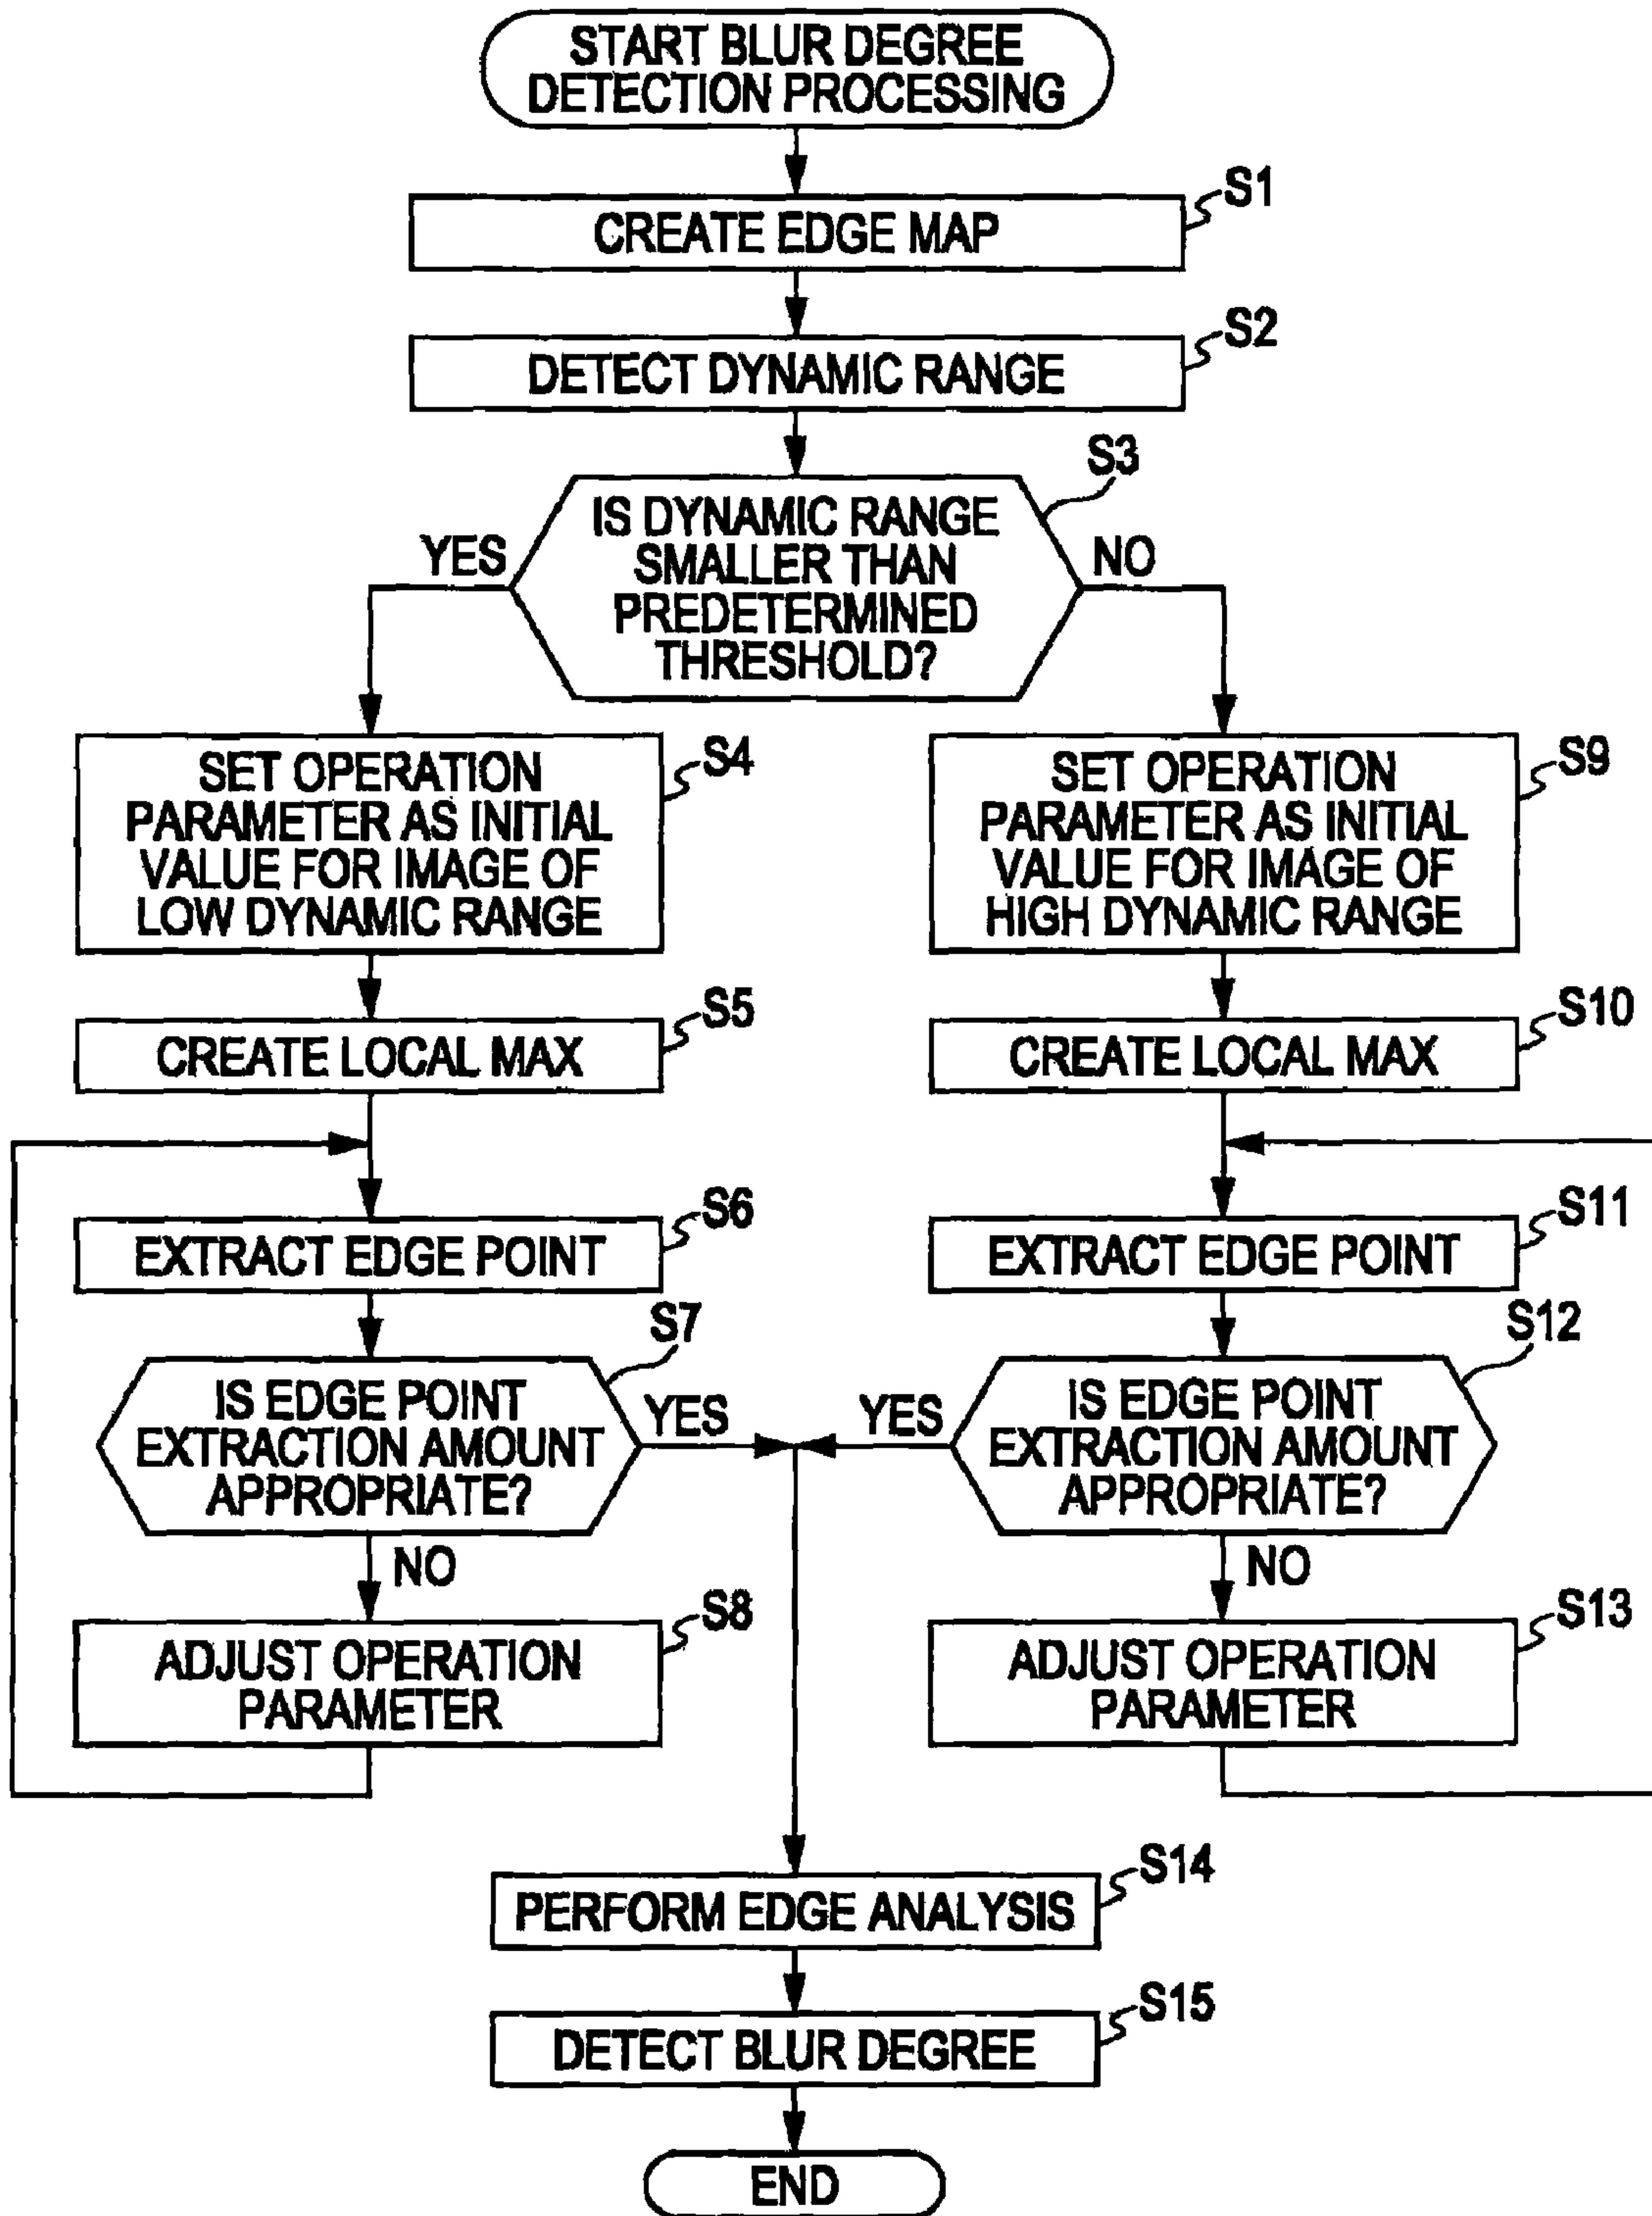 START BLUR DEGREE
DETECTION PROCESSING
S1
CREATE EDGE MAP
S2
DETECT DYNAMIC RANGE
S3
IS DYNAMIC RANGE
SMALLER THAN
PREDETERMINED
THRESHOLD?
YES
NO
S4
SET OPERATION
PARAMETER AS INITIAL
VALUE FOR IMAGE OF
LOW DYNAMIC RANGE
S9
SET OPERATION
PARAMETER AS INITIAL
VALUE FOR IMAGE OF
HIGH DYNAMIC RANGE
S5
CREATE LOCAL MAX
S10
CREATE LOCAL MAX
S6
EXTRACT EDGE POINT
S11
EXTRACT EDGE POINT
S7
IS EDGE POINT
EXTRACTION AMOUNT
APPROPRIATE?
YES
NO
S12
IS EDGE POINT
EXTRACTION AMOUNT
APPROPRIATE?
YES
NO
S8
ADJUST OPERATION
PARAMETER
S13
ADJUST OPERATION
PARAMETER
S14
PERFORM EDGE ANALYSIS
S15
DETECT BLUR DEGREE
END